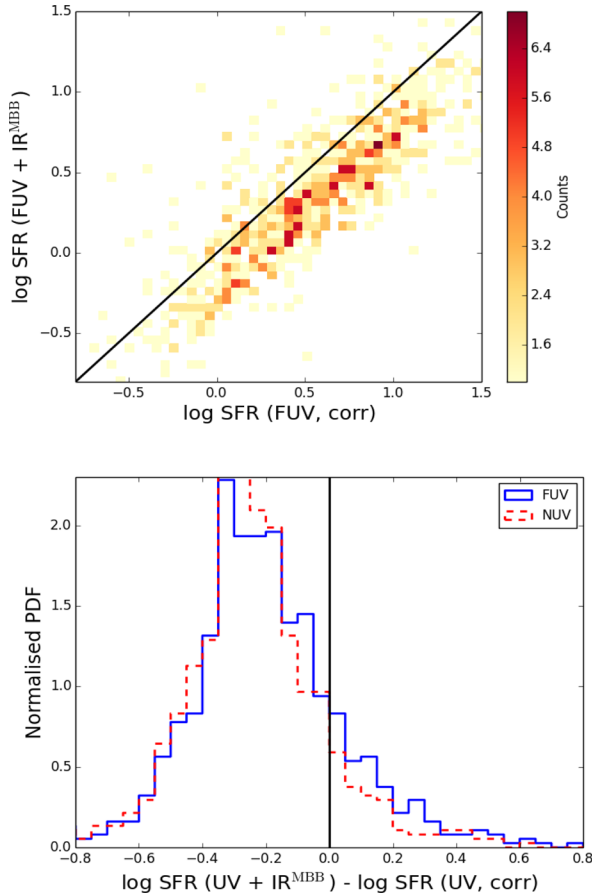 1.5
1.0
0.5
0.0
−0.5
log SFR (FUV + IR^MBB)
−0.5 0.0 0.5 1.0 1.5
log SFR (FUV, corr)
6.4
5.6
4.8
4.0
3.2
2.4
1.6
Counts
FUV
NUV
2.0
1.5
1.0
0.5
0.0
Normalised PDF
−0.8 −0.6 −0.4 −0.2 0.0 0.2 0.4 0.6 0.8
log SFR (UV + IR^MBB) - log SFR (UV, corr)